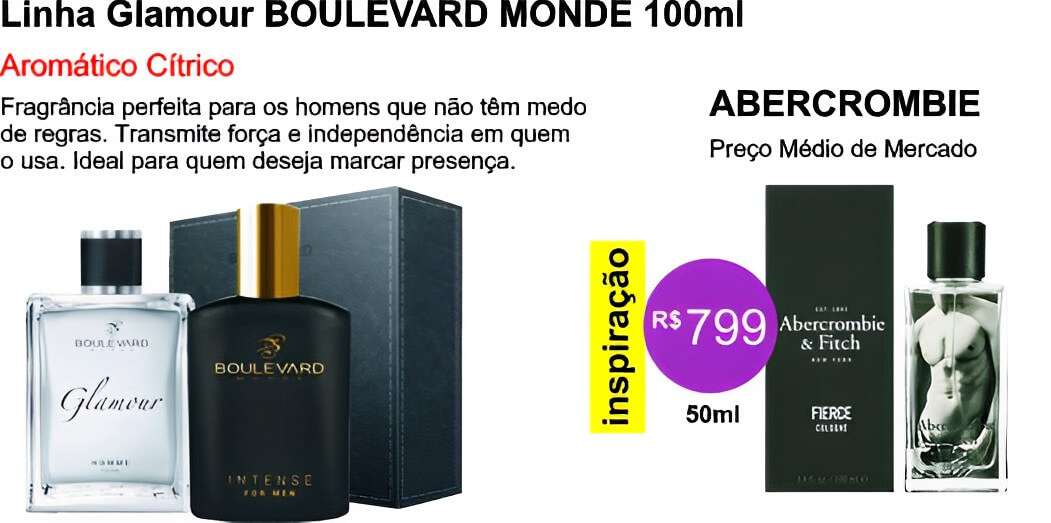 Linha Glamour BOULEVARD MONDE 100ml
Aromático Cítrico
Fragrância perfeita para os homens que não têm medo
de regras. Transmite força e independência em quem
o usa. Ideal para quem deseja marcar presença.
ABERCROMBIE
Preço Médio de Mercado
BOULEVARD
Glamour
HOMME
BOULEVARD
MONDE
INTENSE
FOR MEN
inspiração
R$ 799
50ml
Abercrombie
& Fitch
NEW YORK
FIERCE
COLOGNE